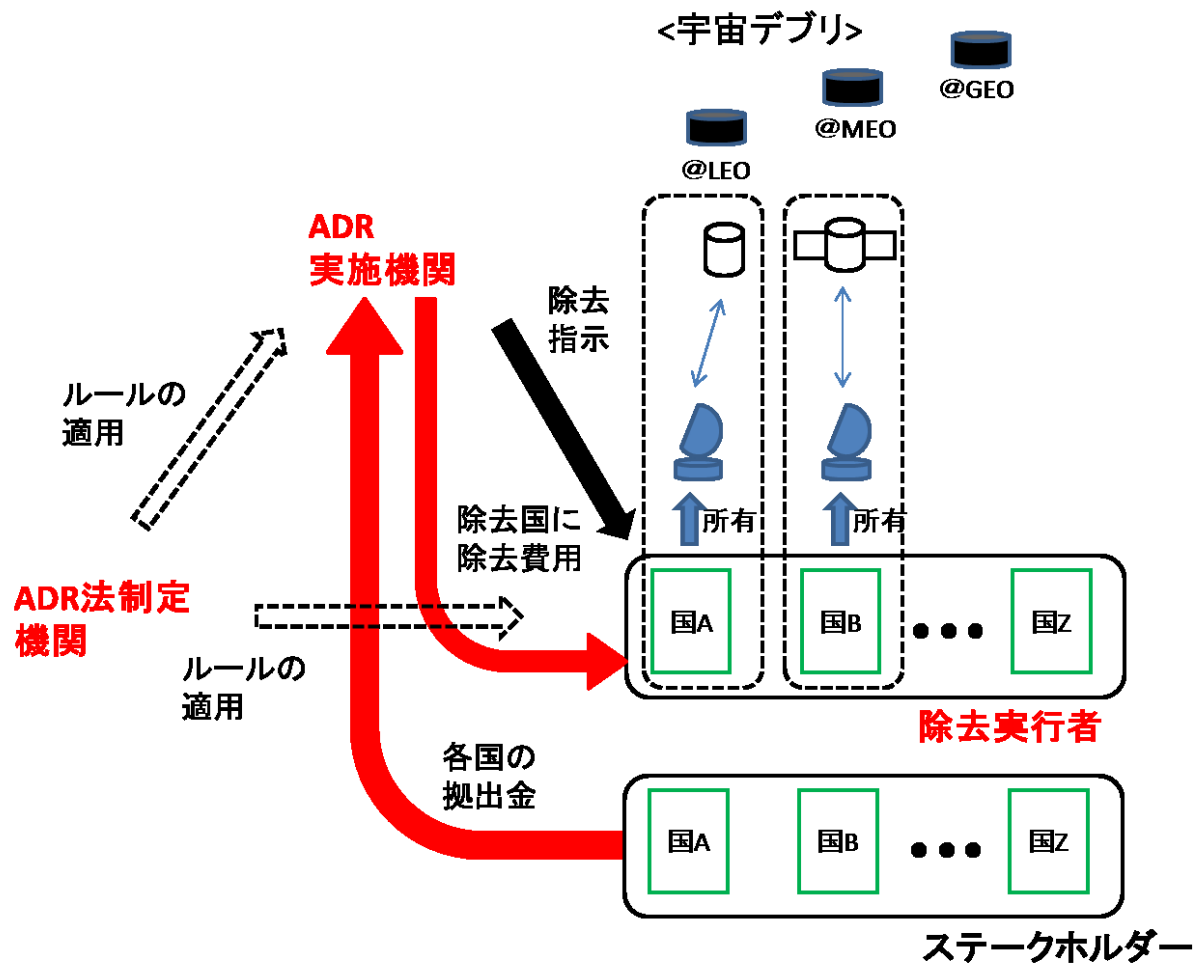 <宇宙デブリ>
@GEO
@MEO
@LEO
ADR
実施機関
除去
指示
ルールの
適用
所有
所有
除去国に
除去費用
ADR法制定
機関
国A
国B
●●●
国Z
ルールの
適用
除去実行者
各国の
拠出金
国A
国B
●●●
国Z
ステークホルダー